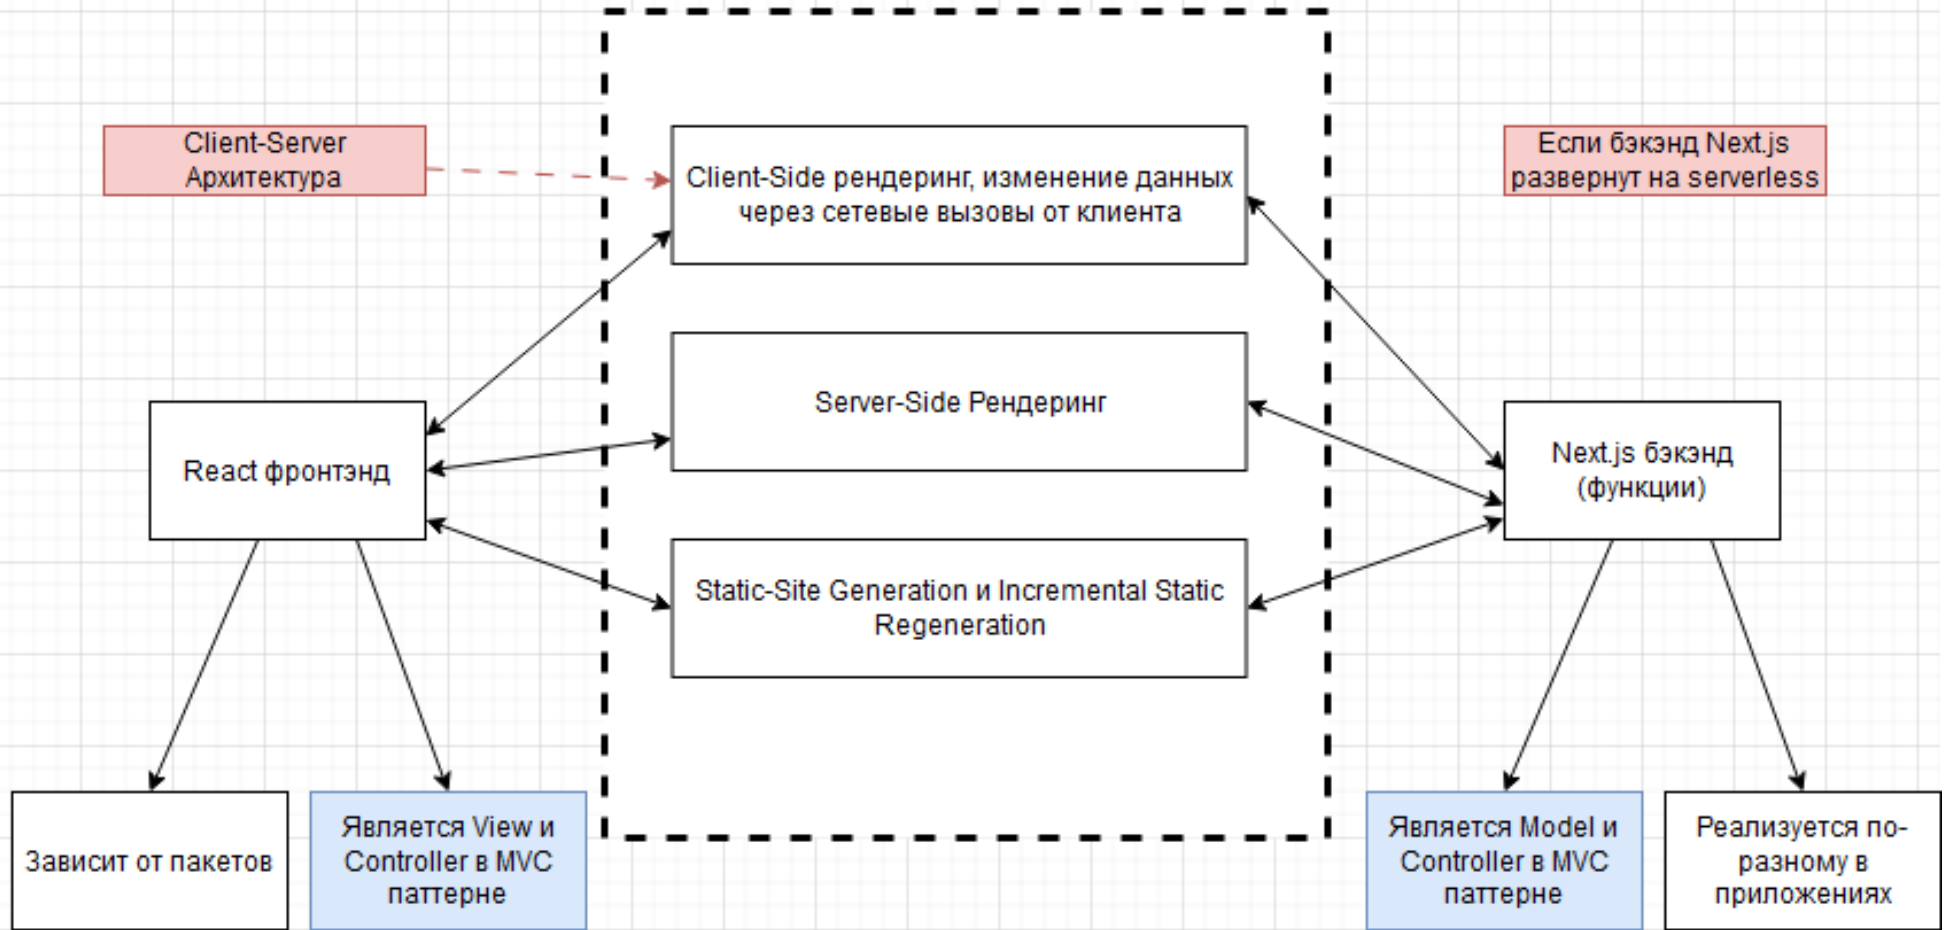 Client-Server
Архитектура
Если бэкэнд Next.js
развернут на serverless
Client-Side рендеринг, изменение данных
через сетевые вызовы от клиента
Server-Side Рендеринг
React фронтэнд
Next.js бэкэнд
(функции)
Static-Site Generation и Incremental Static
Regeneration
Зависит от пакетов
Является View и
Controller в MVC
паттерне
Является Model и
Controller в MVC
паттерне
Реализуется по-
разному в
приложениях